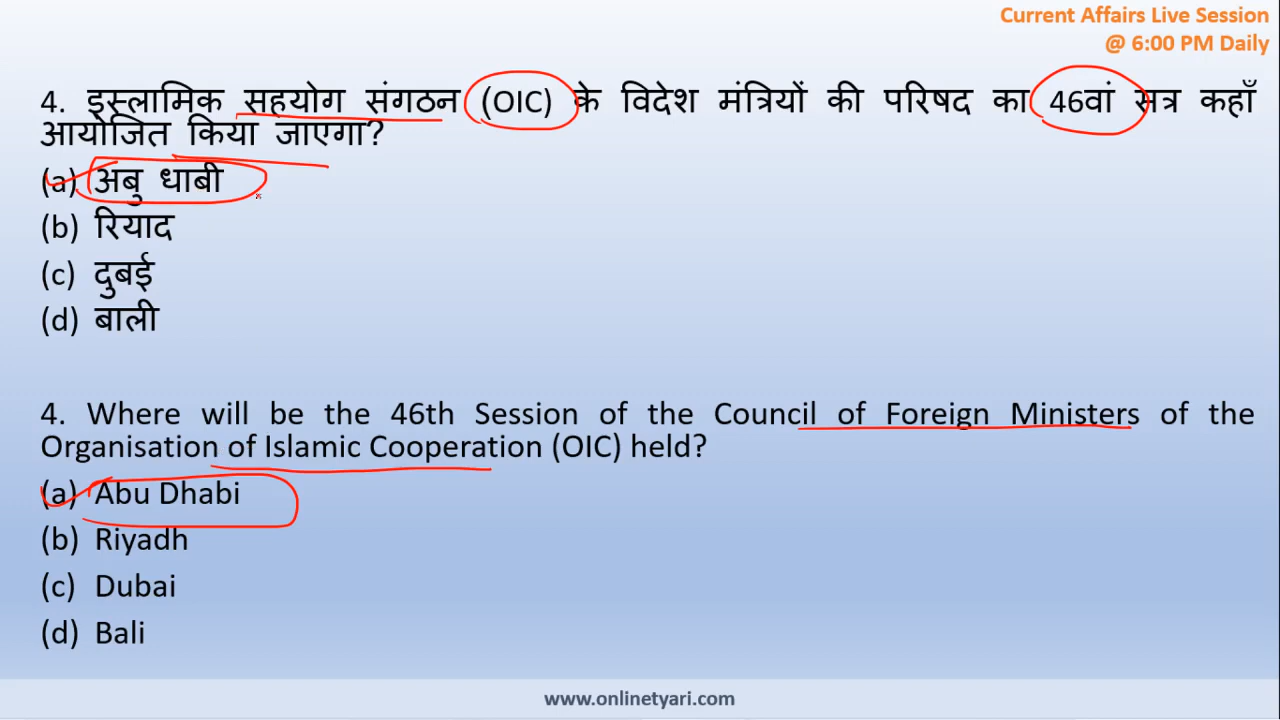 Current Affairs Live Session
@ 6:00 PM Daily
4. इस्लामिक सहयोग संगठन (OIC) के विदेश मंत्रियों की परिषद का 46वां सत्र कहाँ
आयोजित किया जाएगा?
(a) अबु धाबी
(b) रियाद
(c) दुबई
(d) बाली
4. Where will be the 46th Session of the Council of Foreign Ministers of the
Organisation of Islamic Cooperation (OIC) held?
(a) Abu Dhabi
(b) Riyadh
(c) Dubai
(d) Bali
www.onlinetyari.com